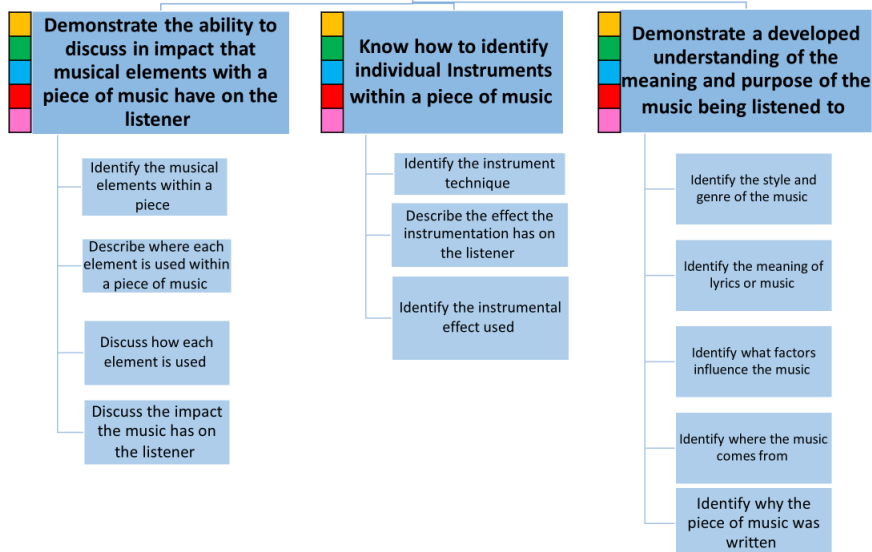 Demonstrate the ability to
discuss in impact that
musical elements with a
piece of music have on the
listener
Identify the musical
elements within a
piece
Describe where each
element is used within
a piece of music
Discuss how each
element is used
Discuss the impact
the music has on
the listener
Know how to identify
individual Instruments
within a piece of music
Identify the instrument
technique
Describe the effect the
instrumentation has on
the listener
Identify the instrumental
effect used
Demonstrate a developed
understanding of the
meaning and purpose of the
music being listened to
Identify the style and
genre of the music
Identify the meaning of
lyrics or music
Identify what factors
influence the music
Identify where the music
comes from
Identify why the
piece of music was
written